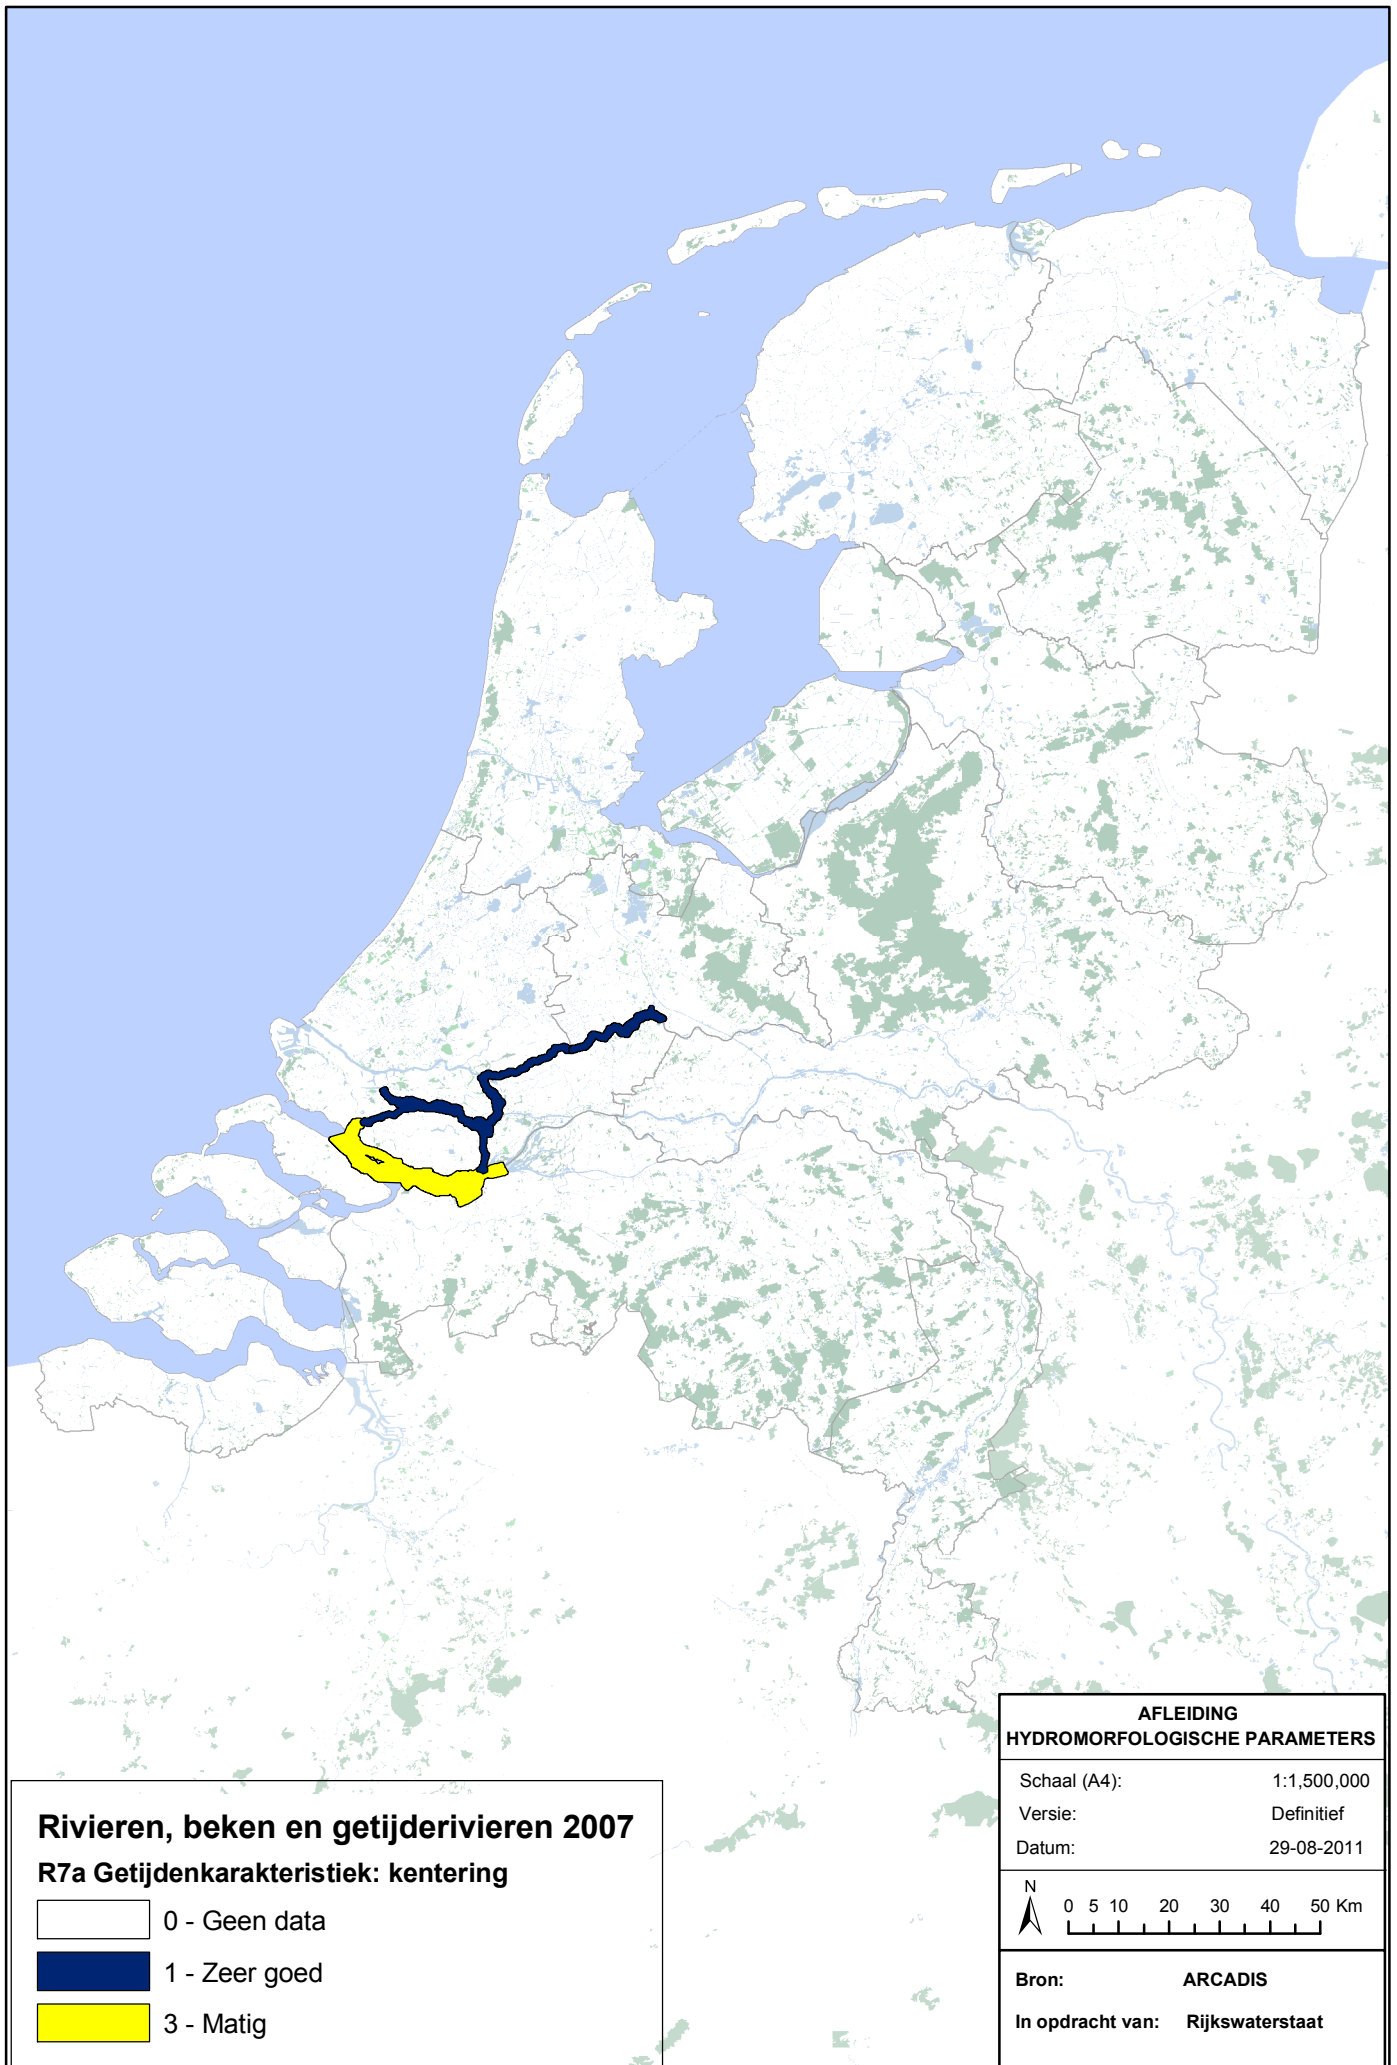 AFLEIDING
HYDROMORFOLOGISCHE PARAMETERS
Schaal (A4): 1:1,500,000
Versie: Definitief
Datum: 29-08-2011
N
0 5 10 20 30 40 50 Km
Bron: ARCADIS
In opdracht van: Rijkswaterstaat
Rivieren, beken en getijderivieren 2007
R7a Getijdenkarakteristiek: kentering
0 - Geen data
1 - Zeer goed
3 - Matig